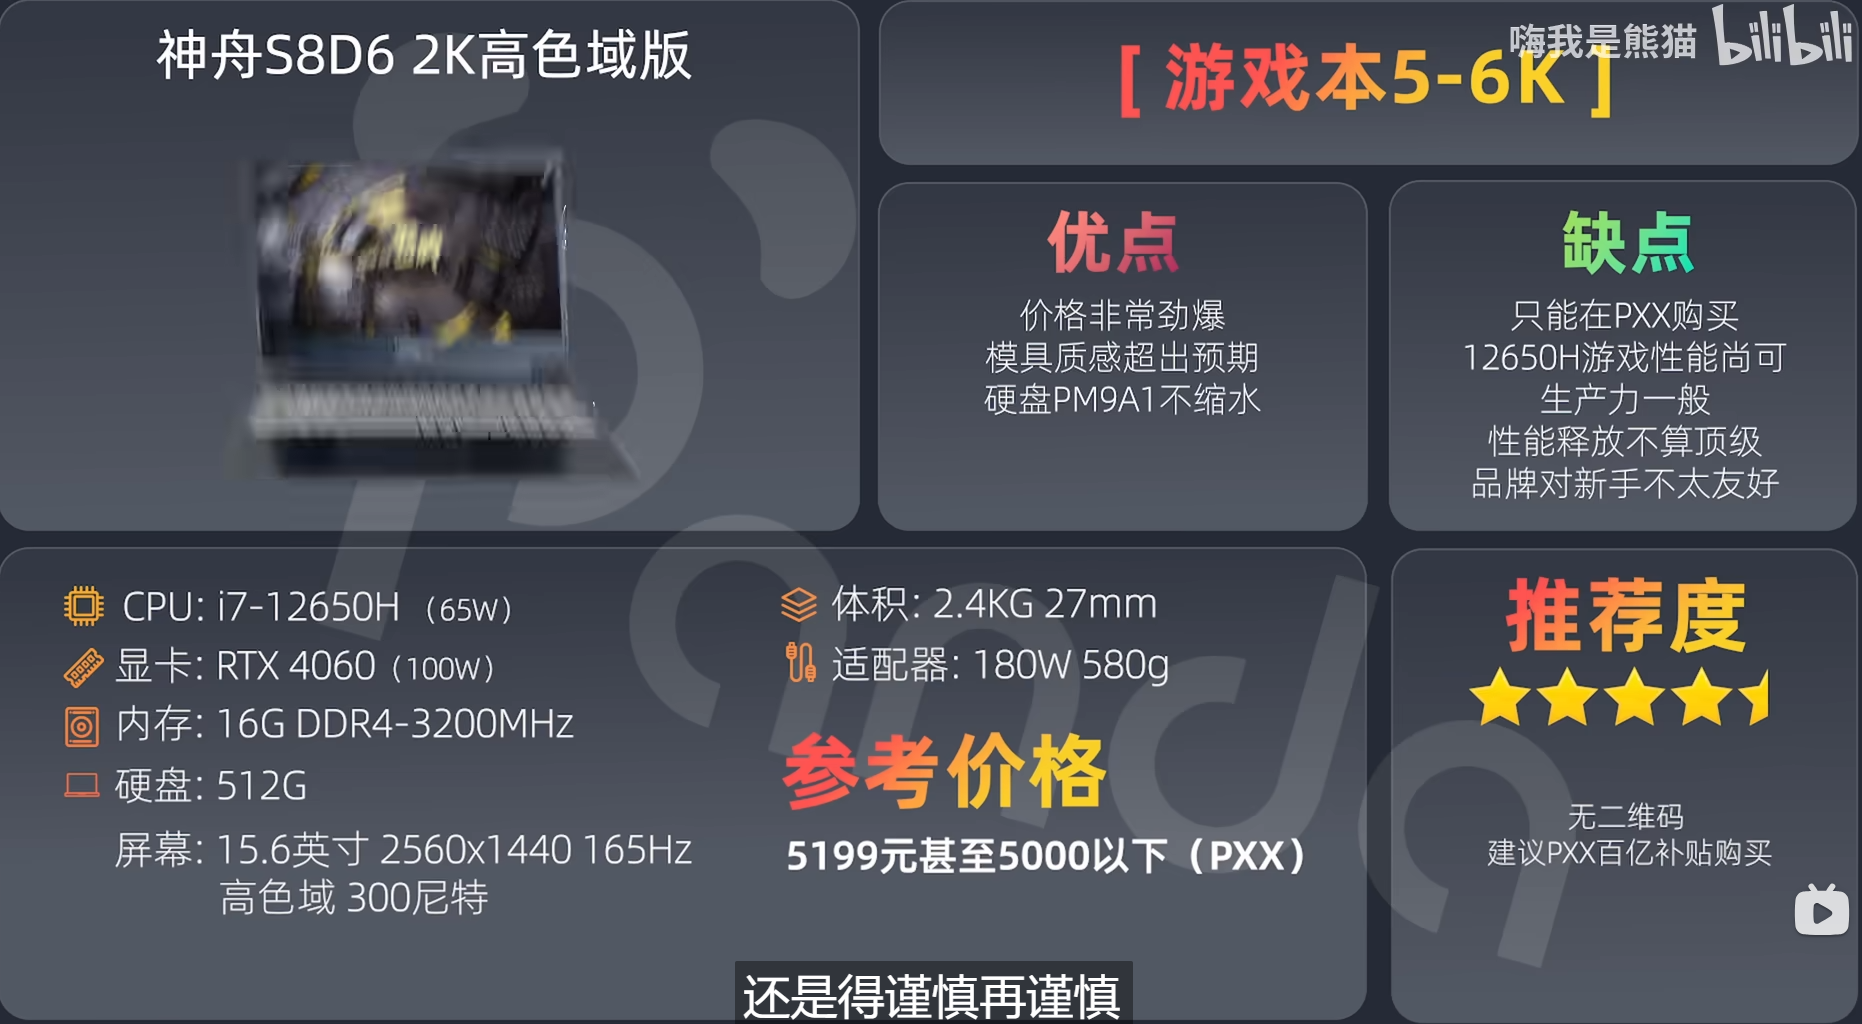 神舟S8D6 2K高色域版
[ 游戏本5-6K ]
嗨我是熊猫 bilibili
优点
价格非常劲爆
模具质感超出预期
硬盘PM9A1不缩水
缺点
只能在PXX购买
12650H游戏性能尚可
生产力一般
性能释放不算顶级
品牌对新手不太友好
CPU: i7-12650H（65W）
显卡: RTX 4060（100W）
内存: 16G DDR4-3200MHz
硬盘: 512G
屏幕: 15.6英寸 2560x1440 165Hz
高色域 300尼特
体积: 2.4KG 27mm
适配器: 180W 580g
参考价格
5199元甚至5000以下（PXX）
推荐度
无二维码
建议PXX百亿补贴购买
Panda
还是得谨慎再谨慎